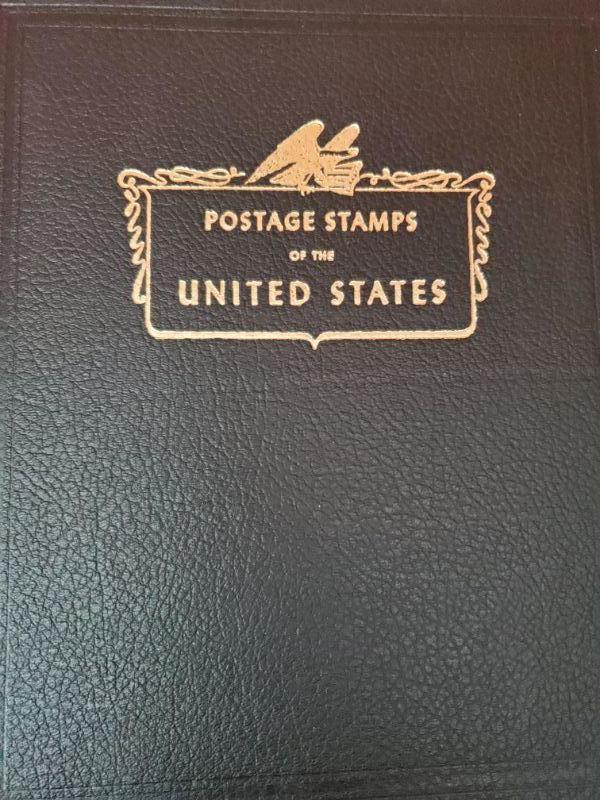 POSTAGE STAMPS
OF THE
UNITED STATES